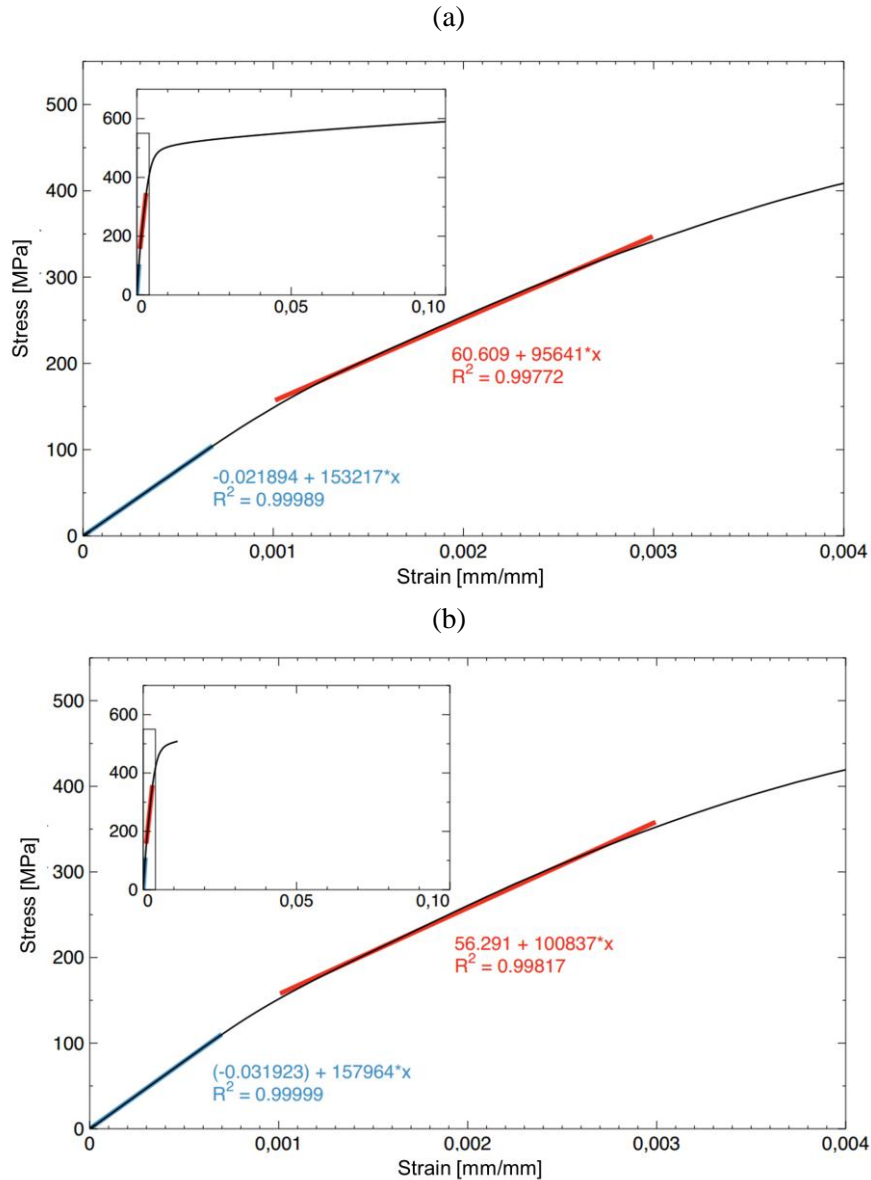 (a)
500
400
300
200
100
0
Stress [MPa]
600
400
200
0
0
0,05
0,10
60.609 + 95641*x
R² = 0.99772
-0.021894 + 153217*x
R² = 0.99989
0
0,001
0,002
0,003
0,004
Strain [mm/mm]
(b)
500
400
300
200
100
0
Stress [MPa]
600
400
200
0
0
0,05
0,10
56.291 + 100837*x
R² = 0.99817
(-0.031923) + 157964*x
R² = 0.99999
0
0,001
0,002
0,003
0,004
Strain [mm/mm]